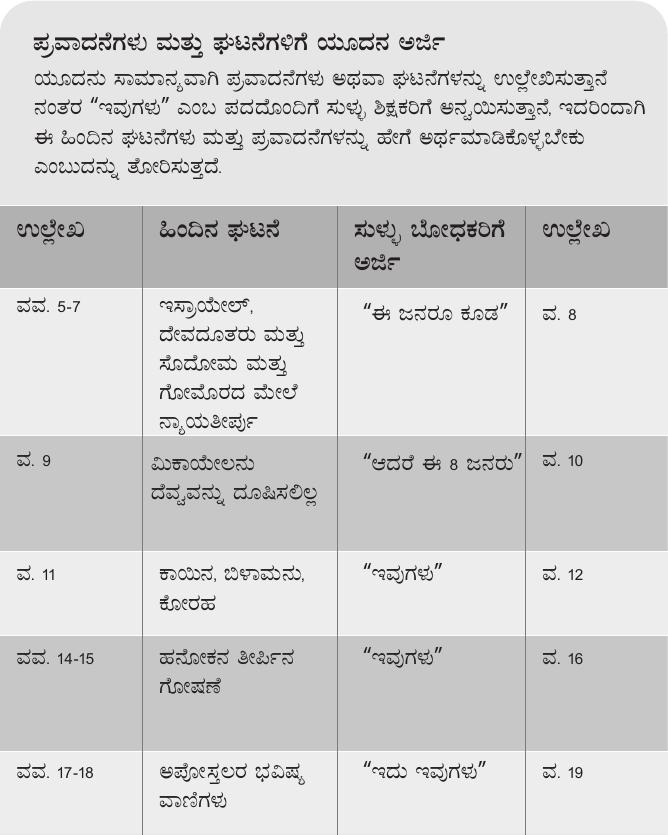 ಪ್ರವಾದನೆಗಳು ಮತ್ತು ಘಟನೆಗಳಿಗೆ ಯೂದನ ಅರ್ಜಿ
ಯೂದನು ಸಾಮಾನ್ಯವಾಗಿ ಪ್ರವಾದನೆಗಳು ಅಥವಾ ಘಟನೆಗಳನ್ನು ಉಲ್ಲೇಖಿಸುತ್ತಾನೆ
ನಂತರ “ಇವುಗಳು” ಎಂಬ ಪದದೊಂದಿಗೆ ಸುಳ್ಳು ಶಿಕ್ಷಕರಿಗೆ ಅನ್ವಯಿಸುತ್ತಾನೆ, ಇದರಿಂದಾಗಿ
ಈ ಹಿಂದಿನ ಘಟನೆಗಳು ಮತ್ತು ಪ್ರವಾದನೆಗಳನ್ನು ಹೇಗೆ ಅರ್ಥಮಾಡಿಕೊಳ್ಳಬೇಕು
ಎಂಬುದನ್ನು ತೋರಿಸುತ್ತದೆ.
ಉಲ್ಲೇಖ ಹಿಂದಿನ ಘಟನೆ ಸುಳ್ಳು ಬೋಧಕರಿಗೆ ಉಲ್ಲೇಖ
ಅರ್ಜಿ
ವವ. 5-7 ಇಸ್ರಾಯೇಲ್, “ಈ ಜನರೂ ಕೂಡ” ವ. 8
ದೇವದೂತರು ಮತ್ತು
ಸೊದೋಮ ಮತ್ತು
ಗೋಮೊರದ ಮೇಲೆ
ನ್ಯಾಯತೀರ್ಪು
ವ. 9 ಮಿಕಾಯೇಲನು “ಆದರೆ ಈ 8 ಜನರು” ವ. 10
ದೆವ್ವವನ್ನು ದೂಷಿಸಲಿಲ್ಲ
ವ. 11 ಕಾಯಿನ, ಬಿಳಾಮನು, “ಇವುಗಳು” ವ. 12
ಕೋರಹ
ವವ. 14-15 ಹನೋಕನ ತೀರ್ಪಿನ “ಇವುಗಳು” ವ. 16
ಗೋಷಣೆ
ವವ. 17-18 ಅಪೋಸ್ತಲರ ಭವಿಷ್ಯ “ಇದು ಇವುಗಳು” ವ. 19
ವಾಣಿಗಳು